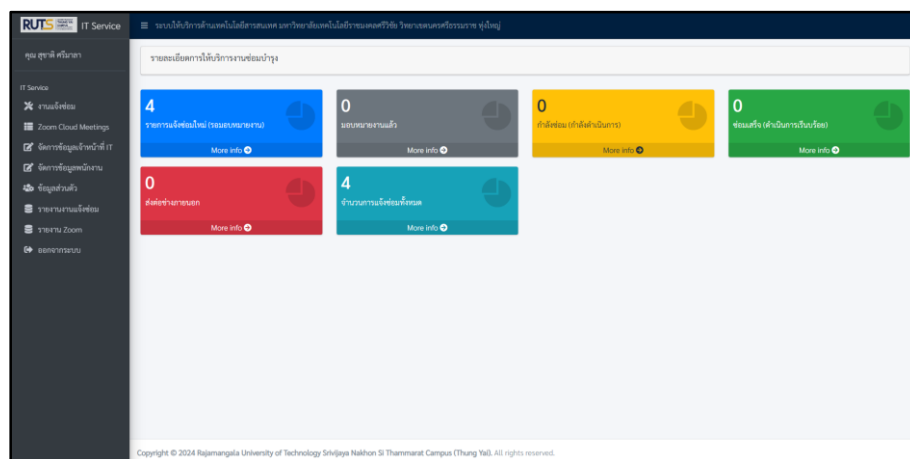 RUTS IT Service
ระบบให้บริการด้านเทคโนโลยีสารสนเทศ มหาวิทยาลัยเทคโนโลยีราชมงคลศรีวิชัย วิทยาเขตนครศรีธรรมราช ทุ่งใหญ่
คุณ สุชาติ ศรีมาลา
IT Service
งานแจ้งซ่อม
Zoom Cloud Meetings
จัดการข้อมูลเจ้าหน้าที่ IT
จัดการข้อมูลพนักงาน
ข้อมูลส่วนตัว
รายงานงานแจ้งซ่อม
รายงาน Zoom
ออกจากระบบ
รายละเอียดการให้บริการงานซ่อมบำรุง
4
รายการแจ้งซ่อมใหม่ (รอมอบหมายงาน)
More info
0
มอบหมายงานแล้ว
More info
0
กำลังซ่อม (กำลังดำเนินการ)
More info
0
ซ่อมเสร็จ (ดำเนินการเรียบร้อย)
More info
0
ส่งต่อช่างภายนอก
More info
4
จำนวนการแจ้งซ่อมทั้งหมด
More info
Copyright © 2024 Rajamangala University of Technology Srivijaya Nakhon Si Thammarat Campus (Thung Yai). All rights reserved.